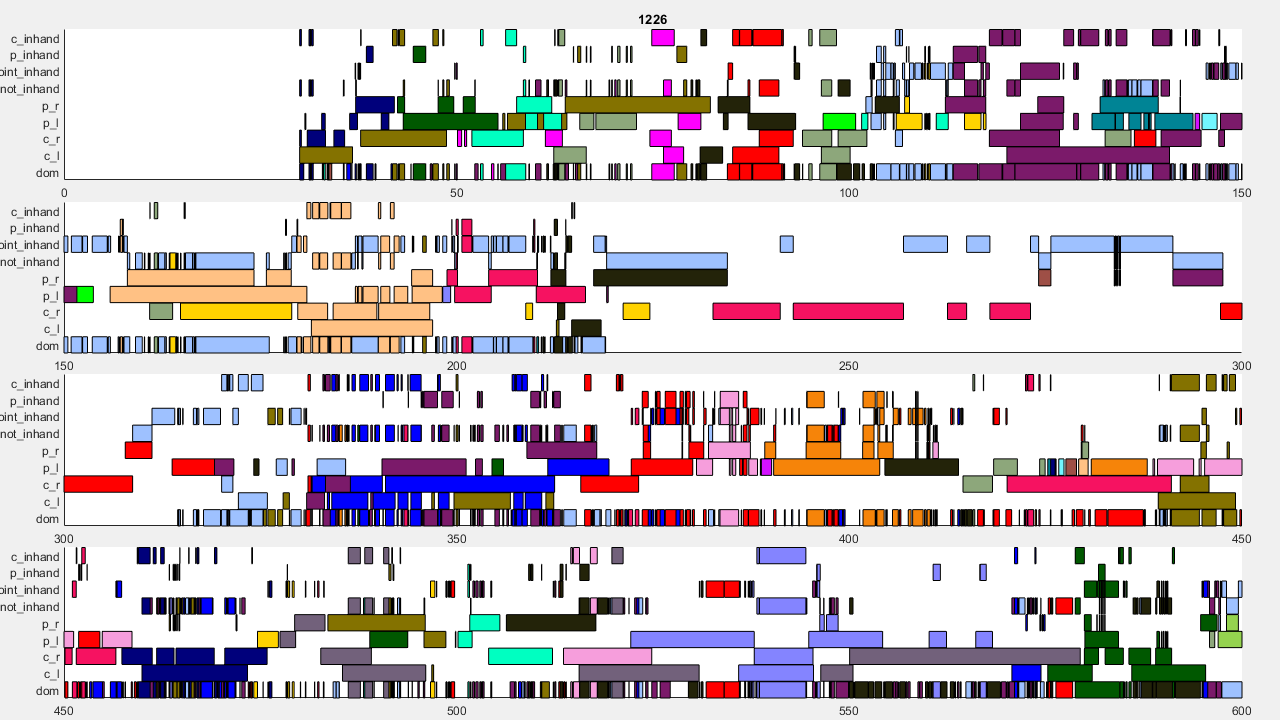 1226
c_inhand
p_inhand
oint_inhand
not_inhand
p_r
p_l
c_r
c_l
dom
0 50 100 150
c_inhand
p_inhand
oint_inhand
not_inhand
p_r
p_l
c_r
c_l
dom
150 200 250 300
c_inhand
p_inhand
oint_inhand
not_inhand
p_r
p_l
c_r
c_l
dom
300 350 400 450
c_inhand
p_inhand
oint_inhand
not_inhand
p_r
p_l
c_r
c_l
dom
450 500 550 600